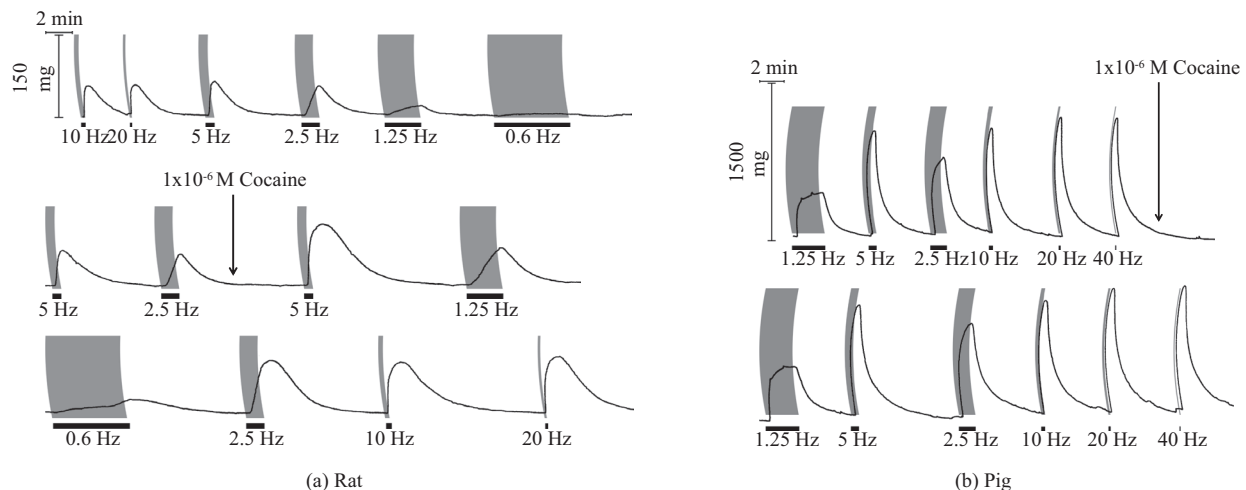 2 min
150
mg
10 Hz 20 Hz 5 Hz 2.5 Hz 1.25 Hz 0.6 Hz
1x10⁻⁶ M Cocaine
5 Hz 2.5 Hz 5 Hz 1.25 Hz
0.6 Hz 2.5 Hz 10 Hz 20 Hz
(a) Rat
2 min
1x10⁻⁶ M Cocaine
1500
mg
1.25 Hz 5 Hz 2.5 Hz 10 Hz 20 Hz 40 Hz
1.25 Hz 5 Hz 2.5 Hz 10 Hz 20 Hz 40 Hz
(b) Pig